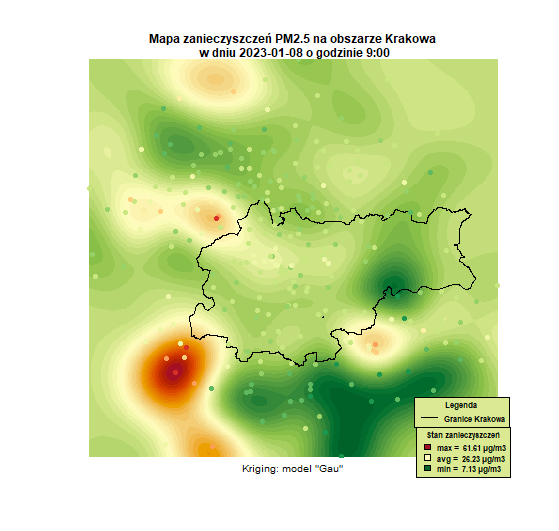 Mapa zanieczyszczeń PM2.5 na obszarze Krakowa
w dniu 2023-01-08 o godzinie 9:00
Legenda
Granice Krakowa
Stan zanieczyszczeń
max = 61.61 µg/m3
avg = 26.23 µg/m3
min = 7.13 µg/m3
Kriging: model "Gau"